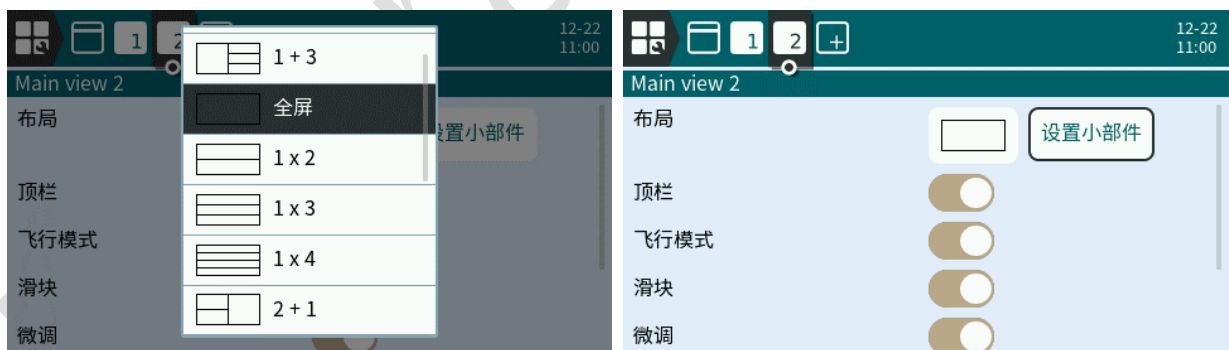 1
2
12-22
11:00
Main view 2
布局
顶栏
飞行模式
滑块
微调
1 + 3
全屏
1 x 2
1 x 3
1 x 4
2 + 1
设置小部件
1
2
12-22
11:00
Main view 2
布局
设置小部件
顶栏
飞行模式
滑块
微调